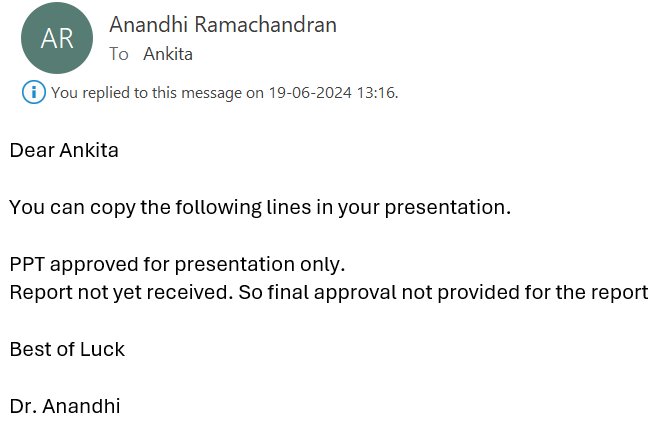 AR
Anandhi Ramachandran
To Ankita
You replied to this message on 19-06-2024 13:16.
Dear Ankita
You can copy the following lines in your presentation.
PPT approved for presentation only.
Report not yet received. So final approval not provided for the report
Best of Luck
Dr. Anandhi